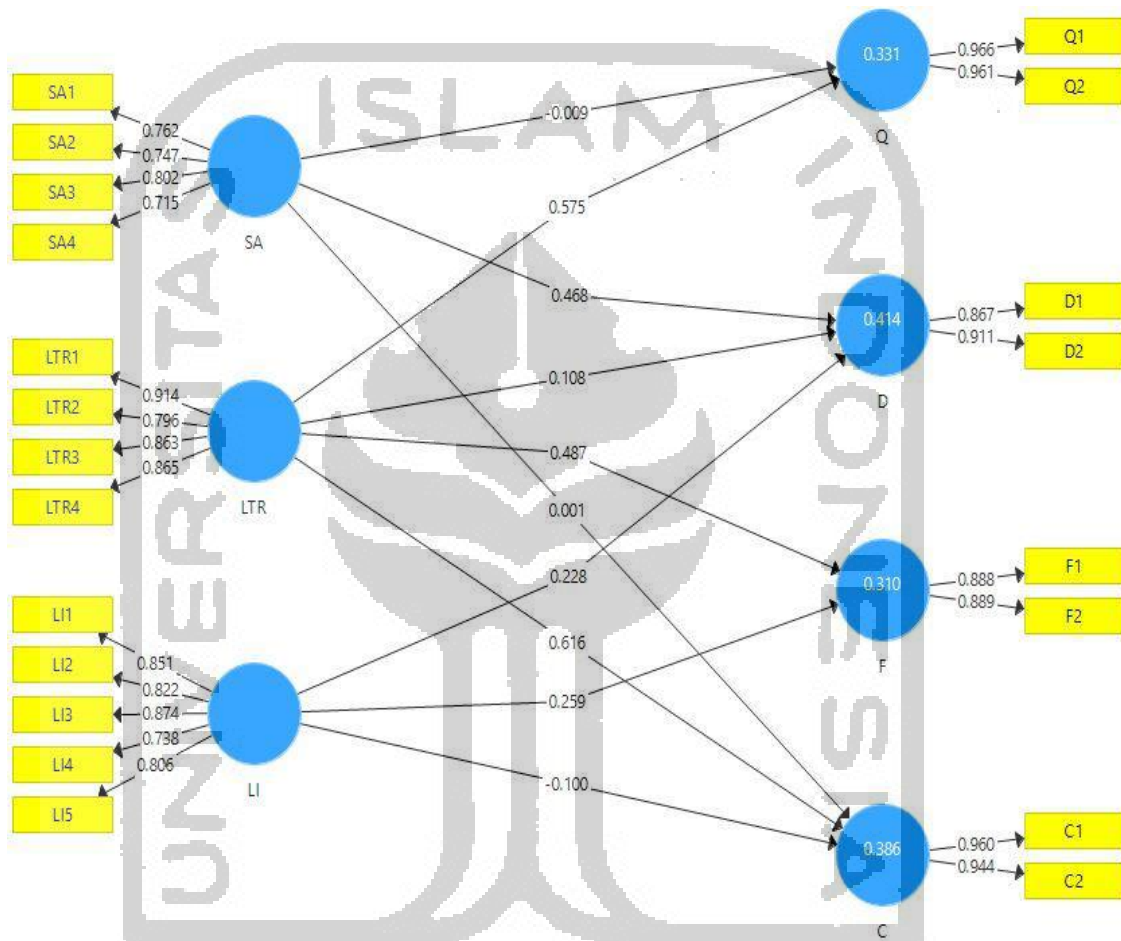 ISLAM
UNIVERSITAS
INDONESIA
SA1
SA2
SA3
SA4
0.762
0.747
0.802
0.715
SA
LTR1
LTR2
LTR3
LTR4
0.914
0.796
0.863
0.865
LTR
LI1
LI2
LI3
LI4
LI5
0.851
0.822
0.874
0.738
0.806
LI
-0.009
0.575
0.468
0.108
0.487
0.001
0.228
0.616
0.259
-0.100
0.331
Q
0.966
0.961
Q1
Q2
0.414
D
0.867
0.911
D1
D2
0.310
F
0.888
0.889
F1
F2
0.386
C
0.960
0.944
C1
C2